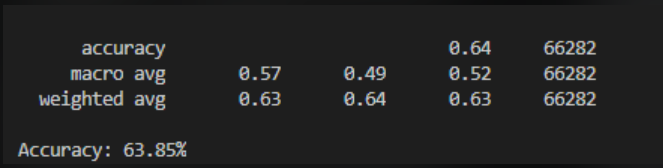 accuracy 0.64 66282
macro avg 0.57 0.49 0.52 66282
weighted avg 0.63 0.64 0.63 66282
Accuracy: 63.85%